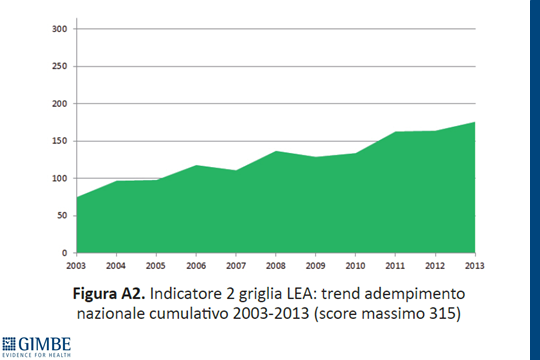 300
250
200
150
100
50
0
2003 2004 2005 2006 2007 2008 2009 2010 2011 2012 2013
Figura A2. Indicatore 2 griglia LEA: trend adempimento
nazionale cumulativo 2003-2013 (score massimo 315)
GIMBE
EVIDENCE FOR HEALTH